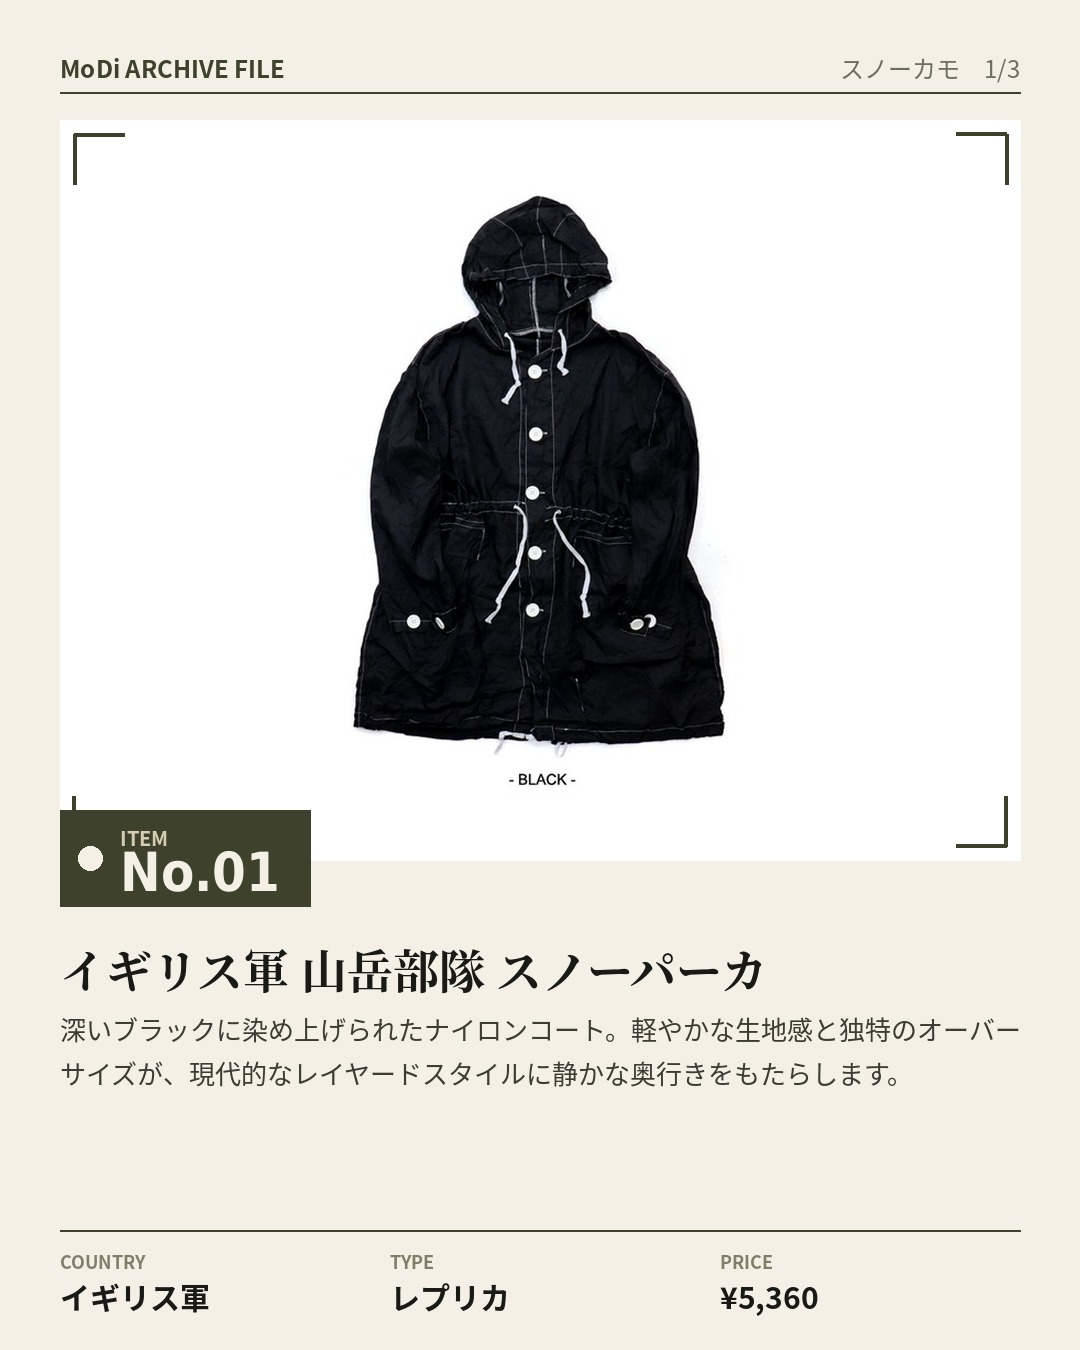 MoDi ARCHIVE FILE
スノーカモ 1/3
- BLACK -
ITEM
No.01
イギリス軍 山岳部隊 スノーパーカ
深いブラックに染め上げられたナイロンコート。軽やかな生地感と独特のオーバー
サイズが、現代的なレイヤードスタイルに静かな奥行きをもたらします。
COUNTRY
イギリス軍
TYPE
レプリカ
PRICE
¥5,360